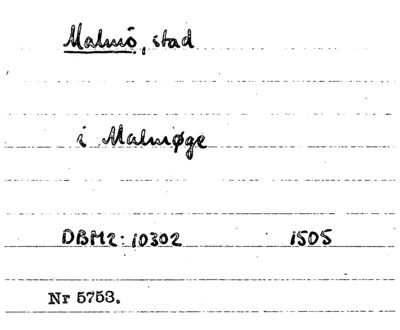 Malmö, stad
i Malmøge
DBM2: 10302 1505
Nr 5753.